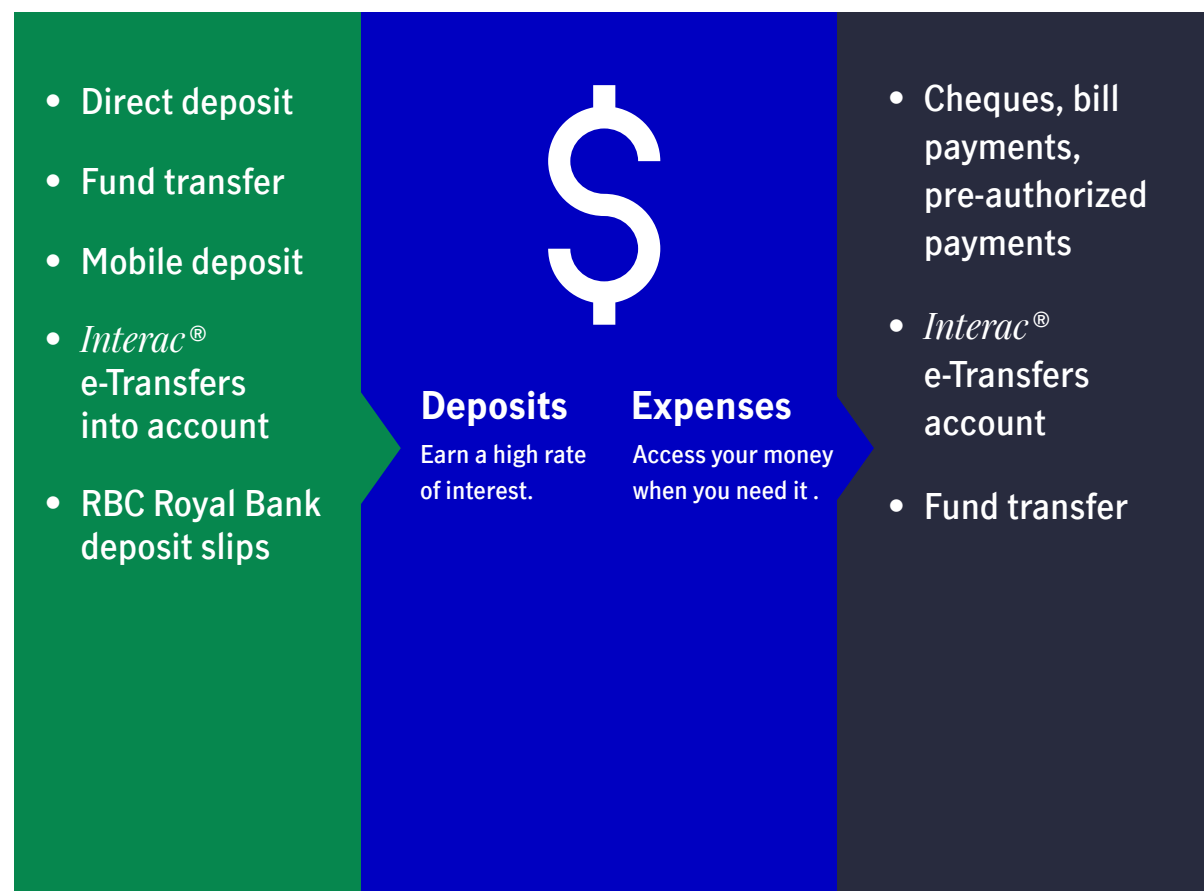 • Direct deposit
• Fund transfer
• Mobile deposit
• Interac®
e-Transfers
into account
• RBC Royal Bank
deposit slips
$
Deposits
Earn a high rate
of interest.
Expenses
Access your money
when you need it .
• Cheques, bill
payments,
pre-authorized
payments
• Interac®
e-Transfers
account
• Fund transfer